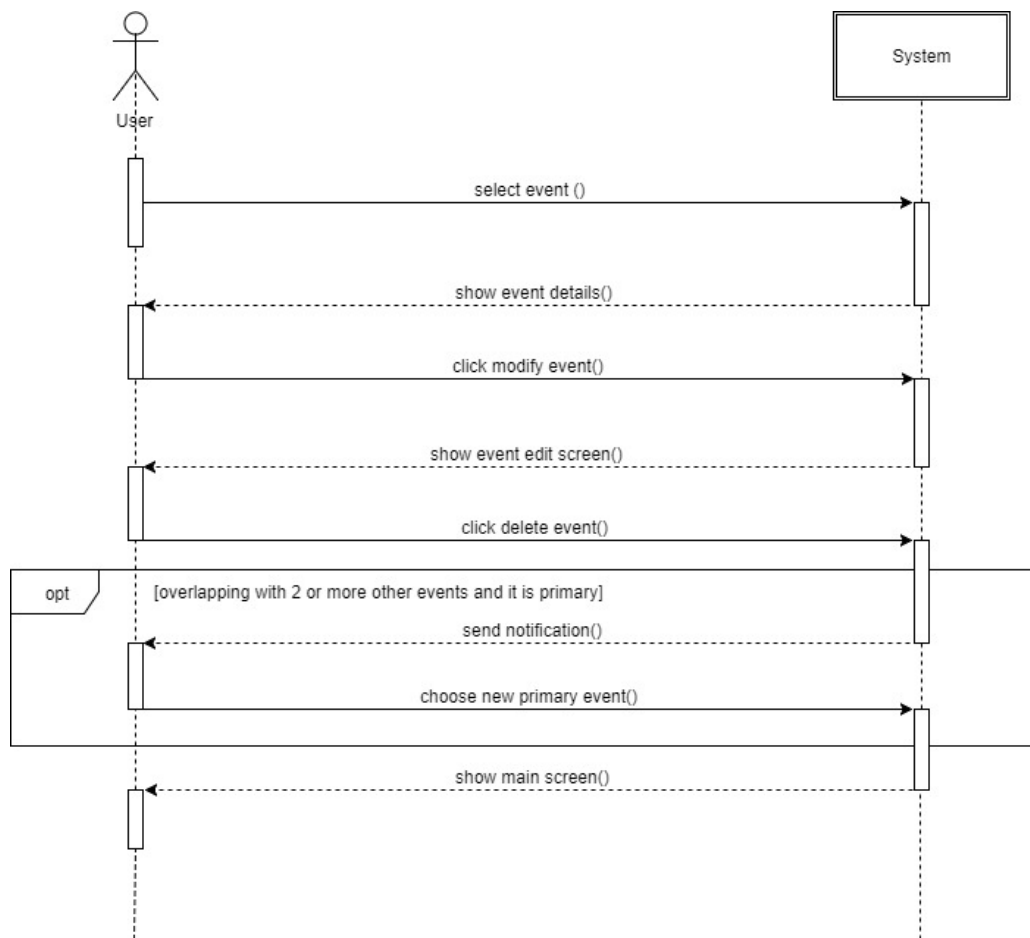 System
User
select event ()
show event details()
click modify event()
show event edit screen()
click delete event()
opt
[overlapping with 2 or more other events and it is primary]
send notification()
choose new primary event()
show main screen()